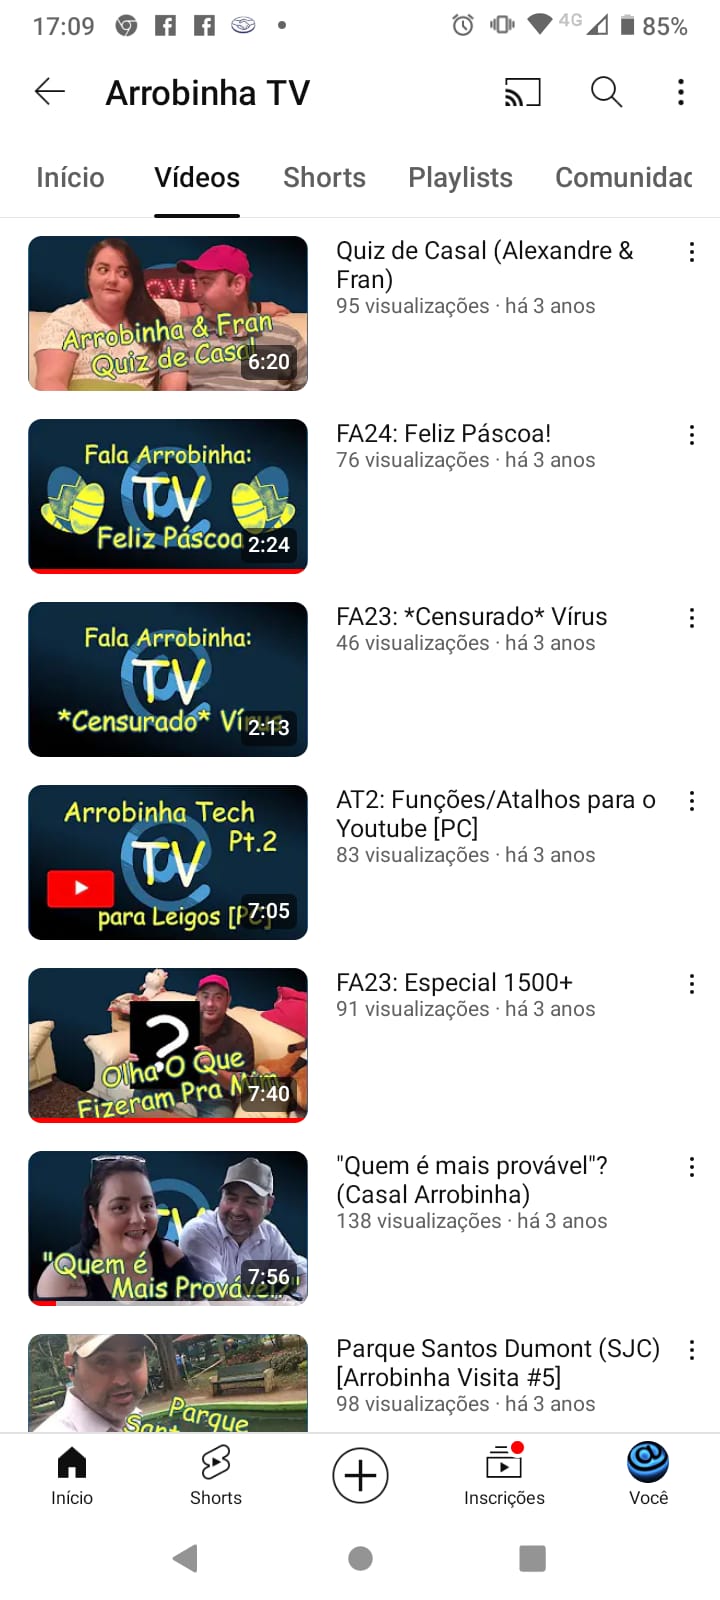 17:09
4G
85%
Arrobinha TV
Início Vídeos Shorts Playlists Comunidad
Arrobinha & Fran
Quiz de Casal
6:20
Quiz de Casal (Alexandre &
Fran)
95 visualizações · há 3 anos
Fala Arrobinha:
TV
Feliz Páscoa
2:24
FA24: Feliz Páscoa!
76 visualizações · há 3 anos
Fala Arrobinha:
TV
*Censurado* Vírus
2:13
FA23: *Censurado* Vírus
46 visualizações · há 3 anos
Arrobinha Tech
Pt.2
TV
para Leigos [PC]
7:05
AT2: Funções/Atalhos para o
Youtube [PC]
83 visualizações · há 3 anos
?
Olha O Que
Fizeram Pra Mim
7:40
FA23: Especial 1500+
91 visualizações · há 3 anos
TV
"Quem é
Mais Provável?"
7:56
"Quem é mais provável"?
(Casal Arrobinha)
138 visualizações · há 3 anos
Parque
Parque Santos Dumont (SJC)
[Arrobinha Visita #5]
98 visualizações · há 3 anos
Início Shorts Inscrições Você